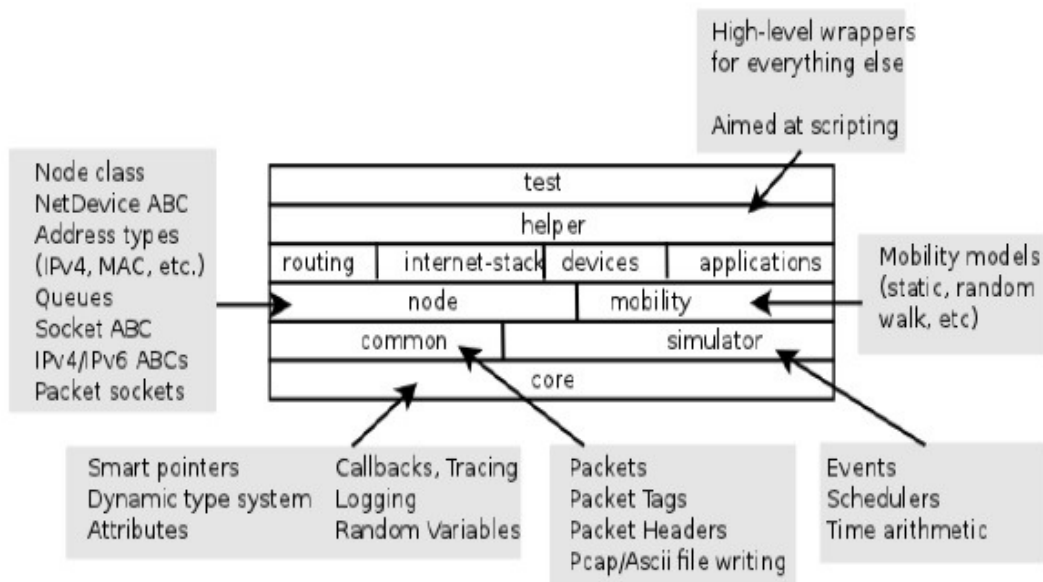 High-level wrappers
for everything else
Aimed at scripting
Node class
NetDevice ABC
Address types
(IPv4, MAC, etc.)
Queues
Socket ABC
IPv4/IPv6 ABCs
Packet sockets
test
helper
routing internet-stack devices applications
node mobility
common simulator
core
Mobility models
(static, random
walk, etc)
Smart pointers
Dynamic type system
Attributes
Callbacks, Tracing
Logging
Random Variables
Packets
Packet Tags
Packet Headers
Pcap/Ascii file writing
Events
Schedulers
Time arithmetic